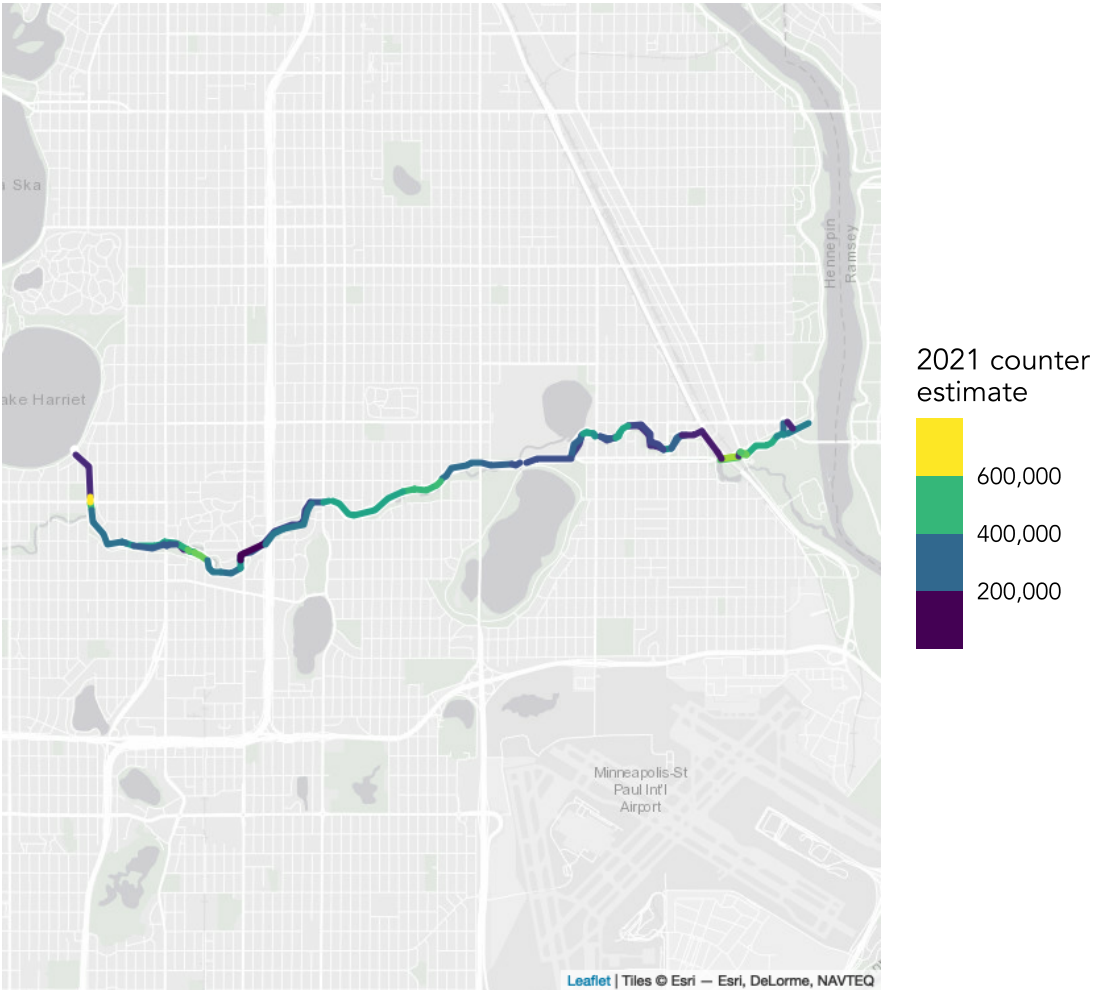 a Ska
Hennepin
Ramsey
ake Harriet
2021 counter
estimate
600,000
400,000
200,000
Minneapolis-St
Paul Int'l
Airport
Leaflet | Tiles © Esri — Esri, DeLorme, NAVTEQ